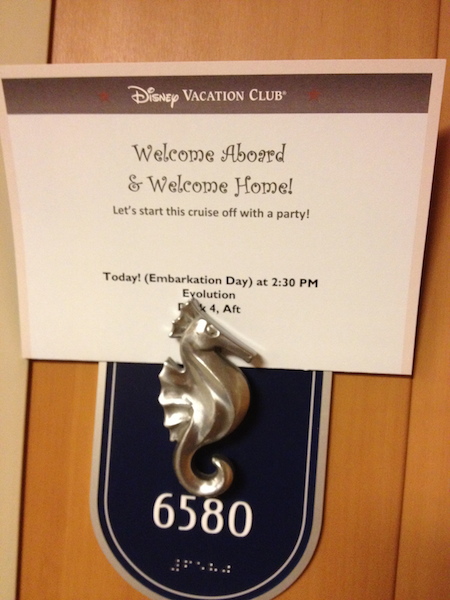 Disney Vacation Club®
Welcome Aboard
& Welcome Home!
Let's start this cruise off with a party!
Today! (Embarkation Day) at 2:30 PM
Evolution
4, Aft
6580